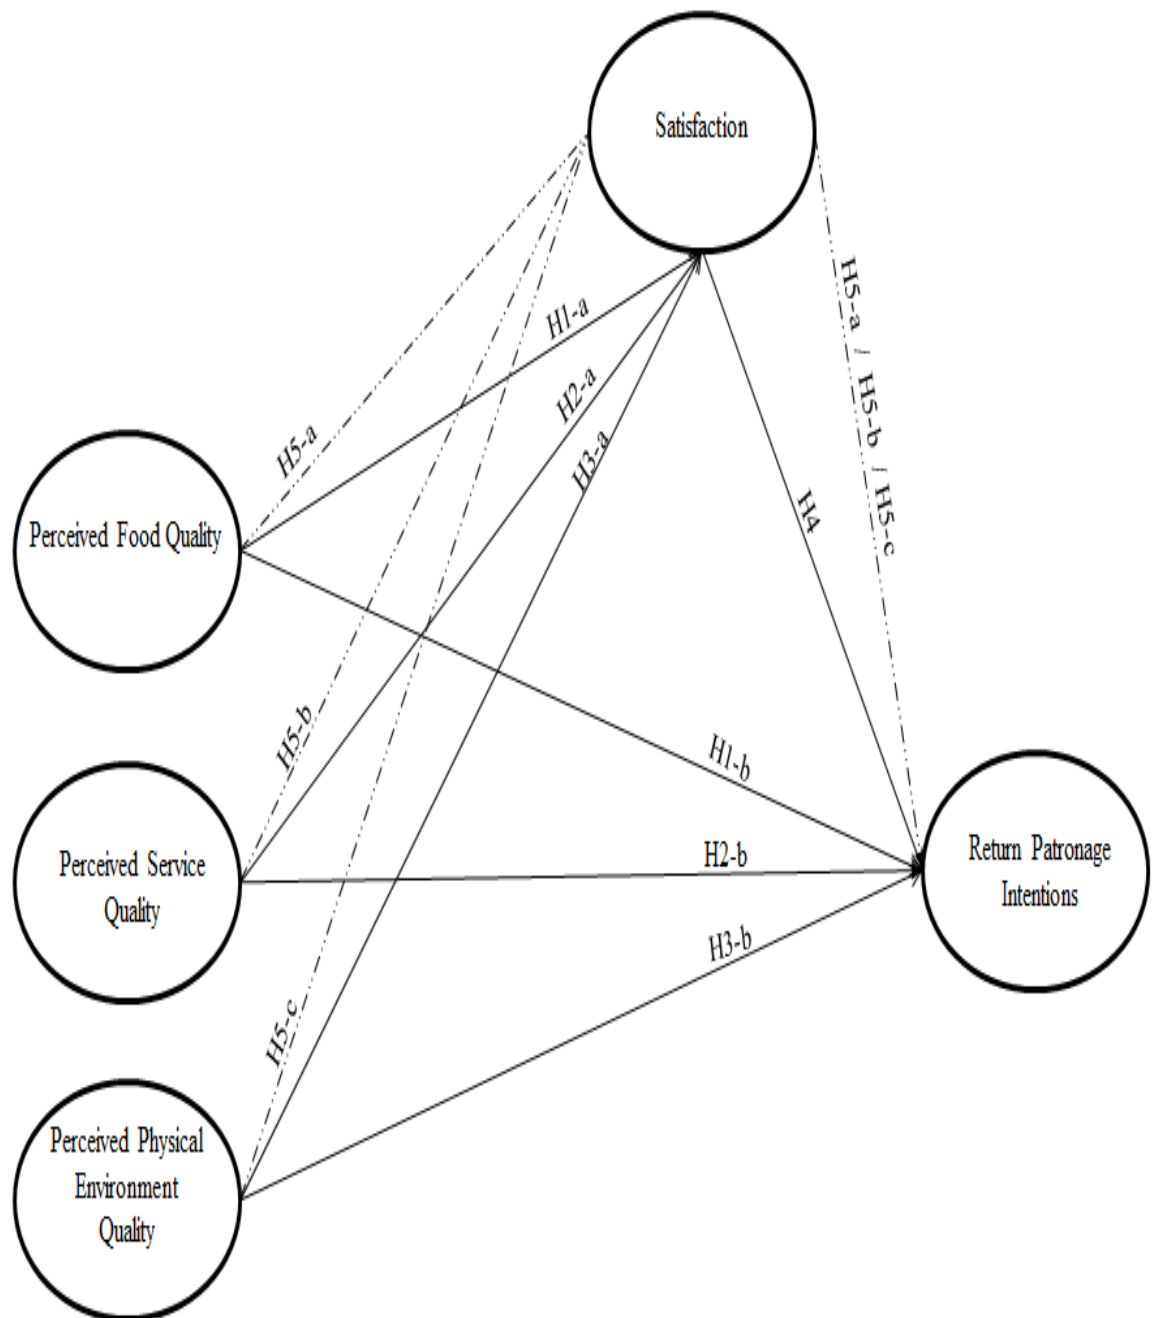 Satisfaction
H5-a / H5-b / H5-c
H1-a
H2-a
H5-a
H3-a
H4
Perceived Food Quality
H5-b
H1-b
Perceived Service
Quality
H2-b
Return Patronage
Intentions
H3-b
H5-c
Perceived Physical
Environment
Quality